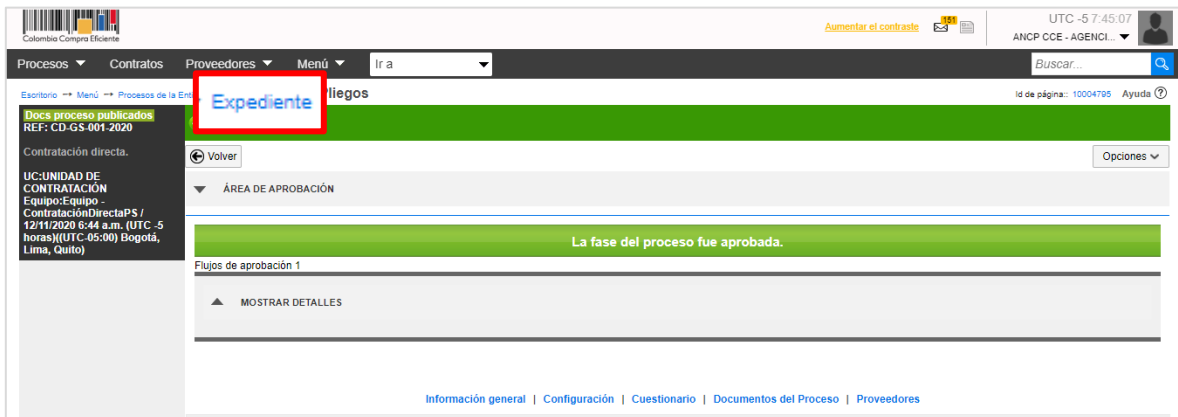 Colombia Compra Eficiente
Aumentar el contraste
151
UTC -5 7:45:07
ANCP CCE - AGENCI...
Procesos Contratos Proveedores Menú Ir a Buscar...
Escritorio → Menú → Procesos de la Enti Expediente liegos
Id de página:: 10004795 Ayuda ?
Docs proceso publicados
REF: CD-GS-001-2020
Contratación directa.
UC:UNIDAD DE
CONTRATACIÓN
Equipo:Equipo -
ContrataciónDirectaPS /
12/11/2020 6:44 a.m. (UTC -5
horas)((UTC-05:00) Bogotá,
Lima, Quito)
Volver Opciones
ÁREA DE APROBACIÓN
La fase del proceso fue aprobada.
Flujos de aprobación 1
MOSTRAR DETALLES
Información general | Configuración | Cuestionario | Documentos del Proceso | Proveedores